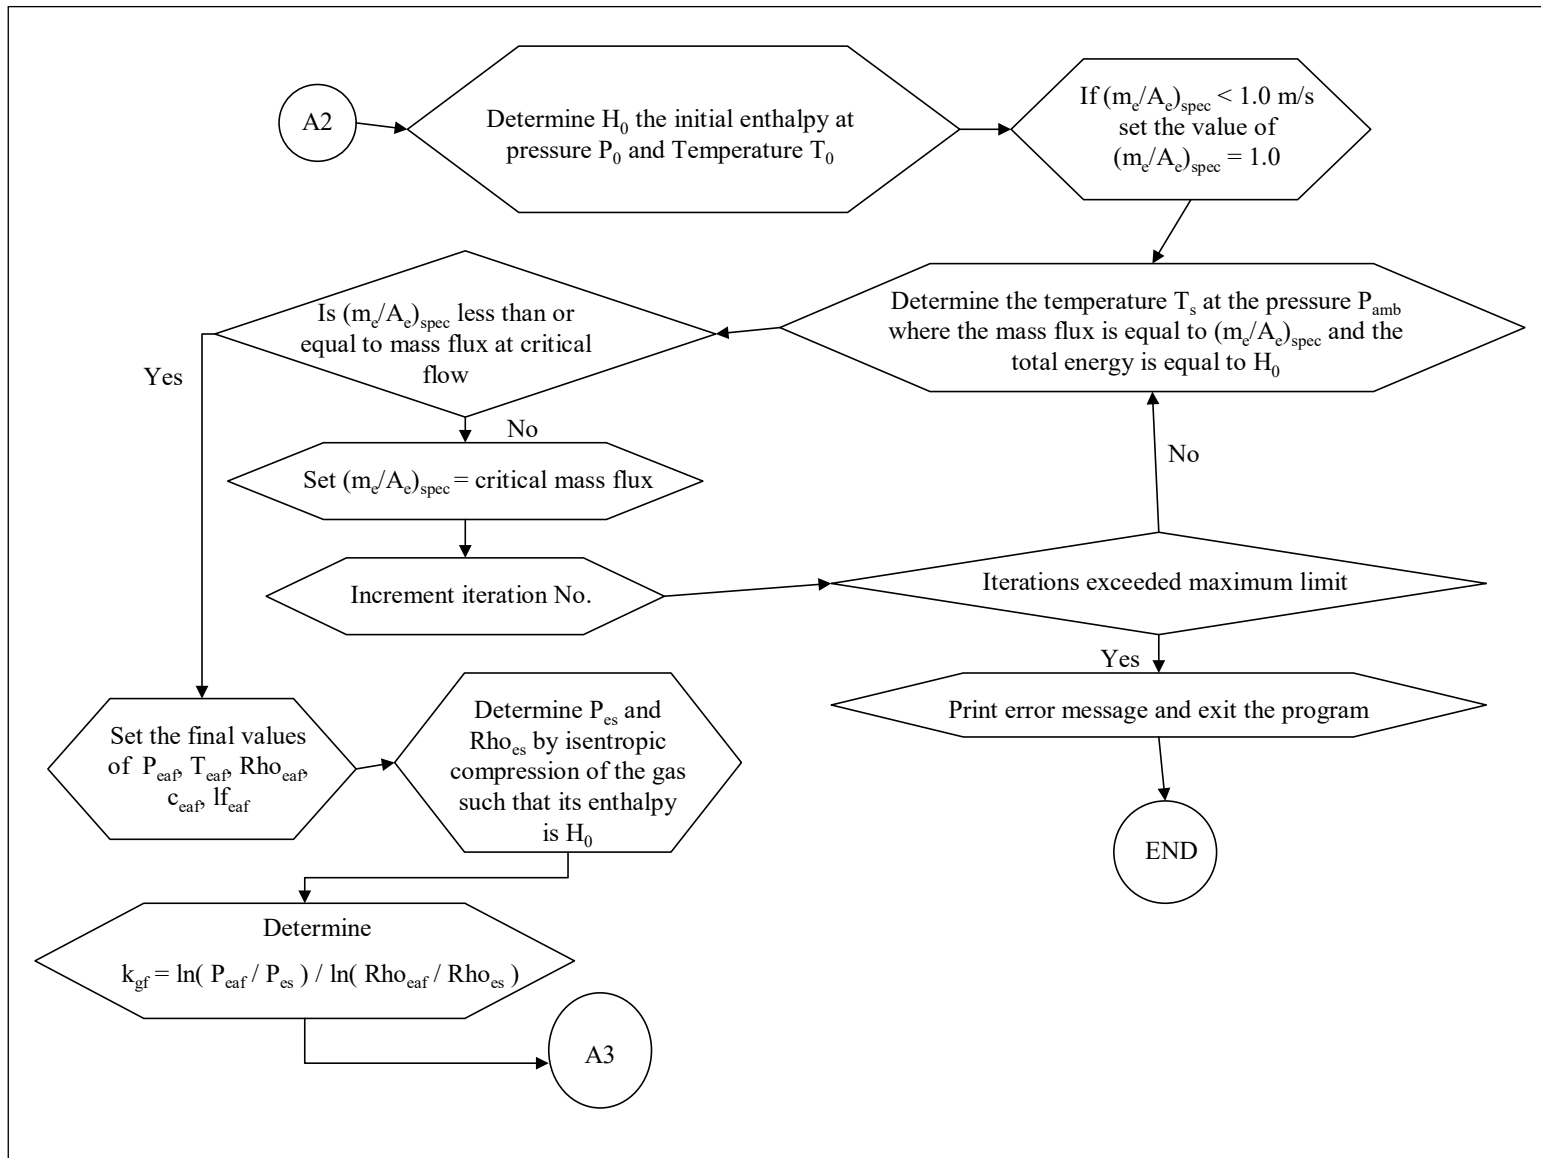 A2
Determine H₀ the initial enthalpy at
pressure P₀ and Temperature T₀
If (mₑ/Aₑ)spec < 1.0 m/s
set the value of
(mₑ/Aₑ)spec = 1.0
Determine the temperature Tₛ at the pressure Pamb
where the mass flux is equal to (mₑ/Aₑ)spec and the
total energy is equal to H₀
Is (mₑ/Aₑ)spec less than or
equal to mass flux at critical
flow
Yes
No
Set (mₑ/Aₑ)spec = critical mass flux
Increment iteration No.
No
Iterations exceeded maximum limit
Yes
Print error message and exit the program
END
Set the final values
of Peaf, Teaf, Rhoeaf,
ceaf, lfeaf
Determine Pes and
Rhoes by isentropic
compression of the gas
such that its enthalpy
is H₀
Determine
kgf = ln( Peaf / Pes ) / ln( Rhoeaf / Rhoes )
A3